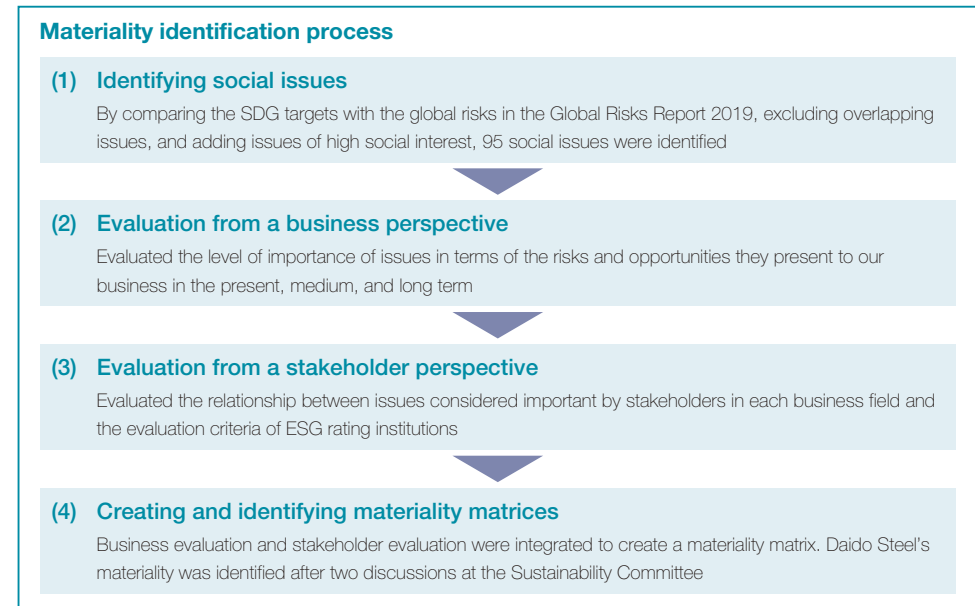 Materiality identification process
(1) Identifying social issues
By comparing the SDG targets with the global risks in the Global Risks Report 2019, excluding overlapping
issues, and adding issues of high social interest, 95 social issues were identified
(2) Evaluation from a business perspective
Evaluated the level of importance of issues in terms of the risks and opportunities they present to our
business in the present, medium, and long term
(3) Evaluation from a stakeholder perspective
Evaluated the relationship between issues considered important by stakeholders in each business field and
the evaluation criteria of ESG rating institutions
(4) Creating and identifying materiality matrices
Business evaluation and stakeholder evaluation were integrated to create a materiality matrix. Daido Steel's
materiality was identified after two discussions at the Sustainability Committee